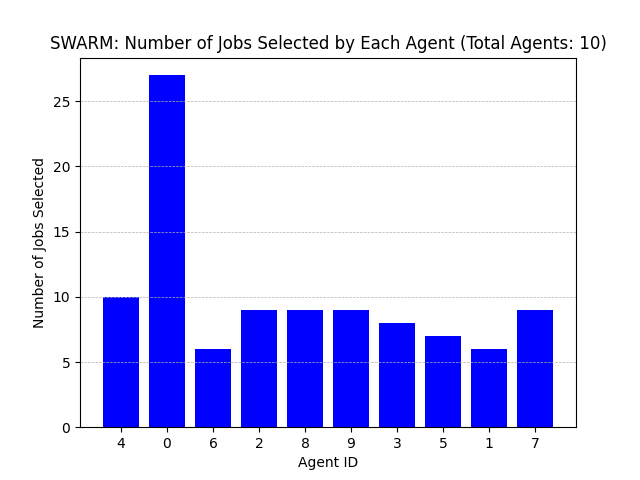 SWARM: Number of Jobs Selected by Each Agent (Total Agents: 10)
25
20
15
10
5
0
Number of Jobs Selected
4 0 6 2 8 9 3 5 1 7
Agent ID